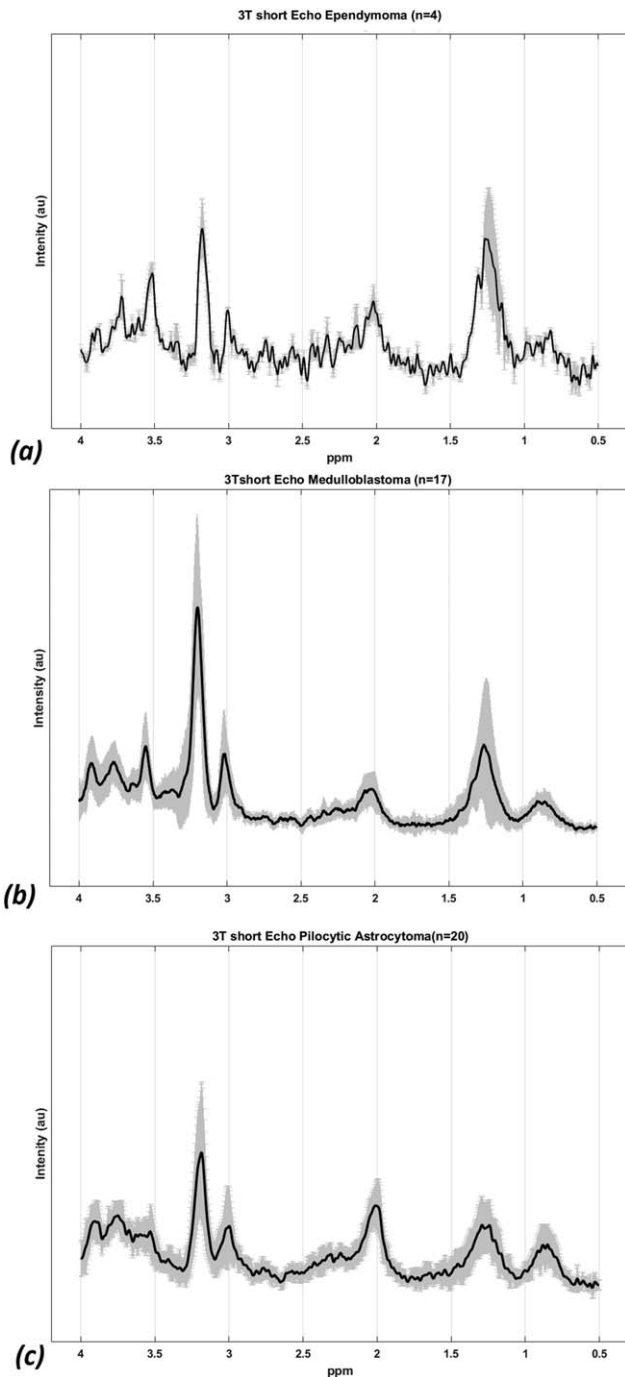 3T short Echo Ependymoma (n=4)
Intenity (au)
4 3.5 3 2.5 2 1.5 1 0.5
ppm
(a)
3Tshort Echo Medulloblastoma (n=17)
Intensity (au)
4 3.5 3 2.5 2 1.5 1 0.5
ppm
(b)
3T short Echo Pilocytic Astrocytoma(n=20)
Intenity (au)
4 3.5 3 2.5 2 1.5 1 0.5
ppm
(c)